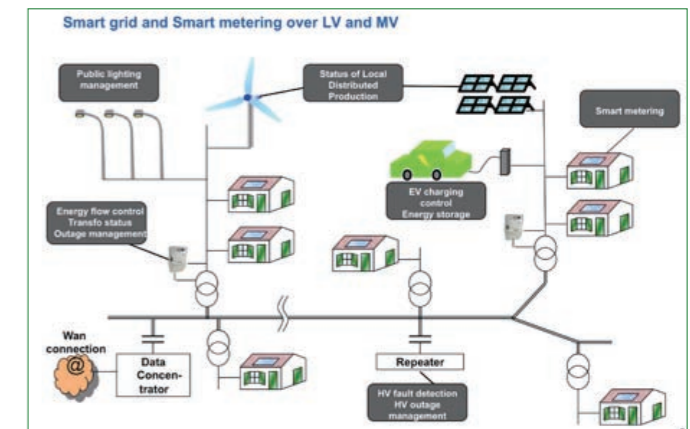 Smart grid and Smart metering over LV and MV
Public lighting
management
Status of Local
Distributed
Production
Smart metering
EV charging
control
Energy storage
Energy flow control
Transfo status
Outage management
Wan
connection
@
Data
Concen-
trator
Repeater
HV fault detection
HV outage
management